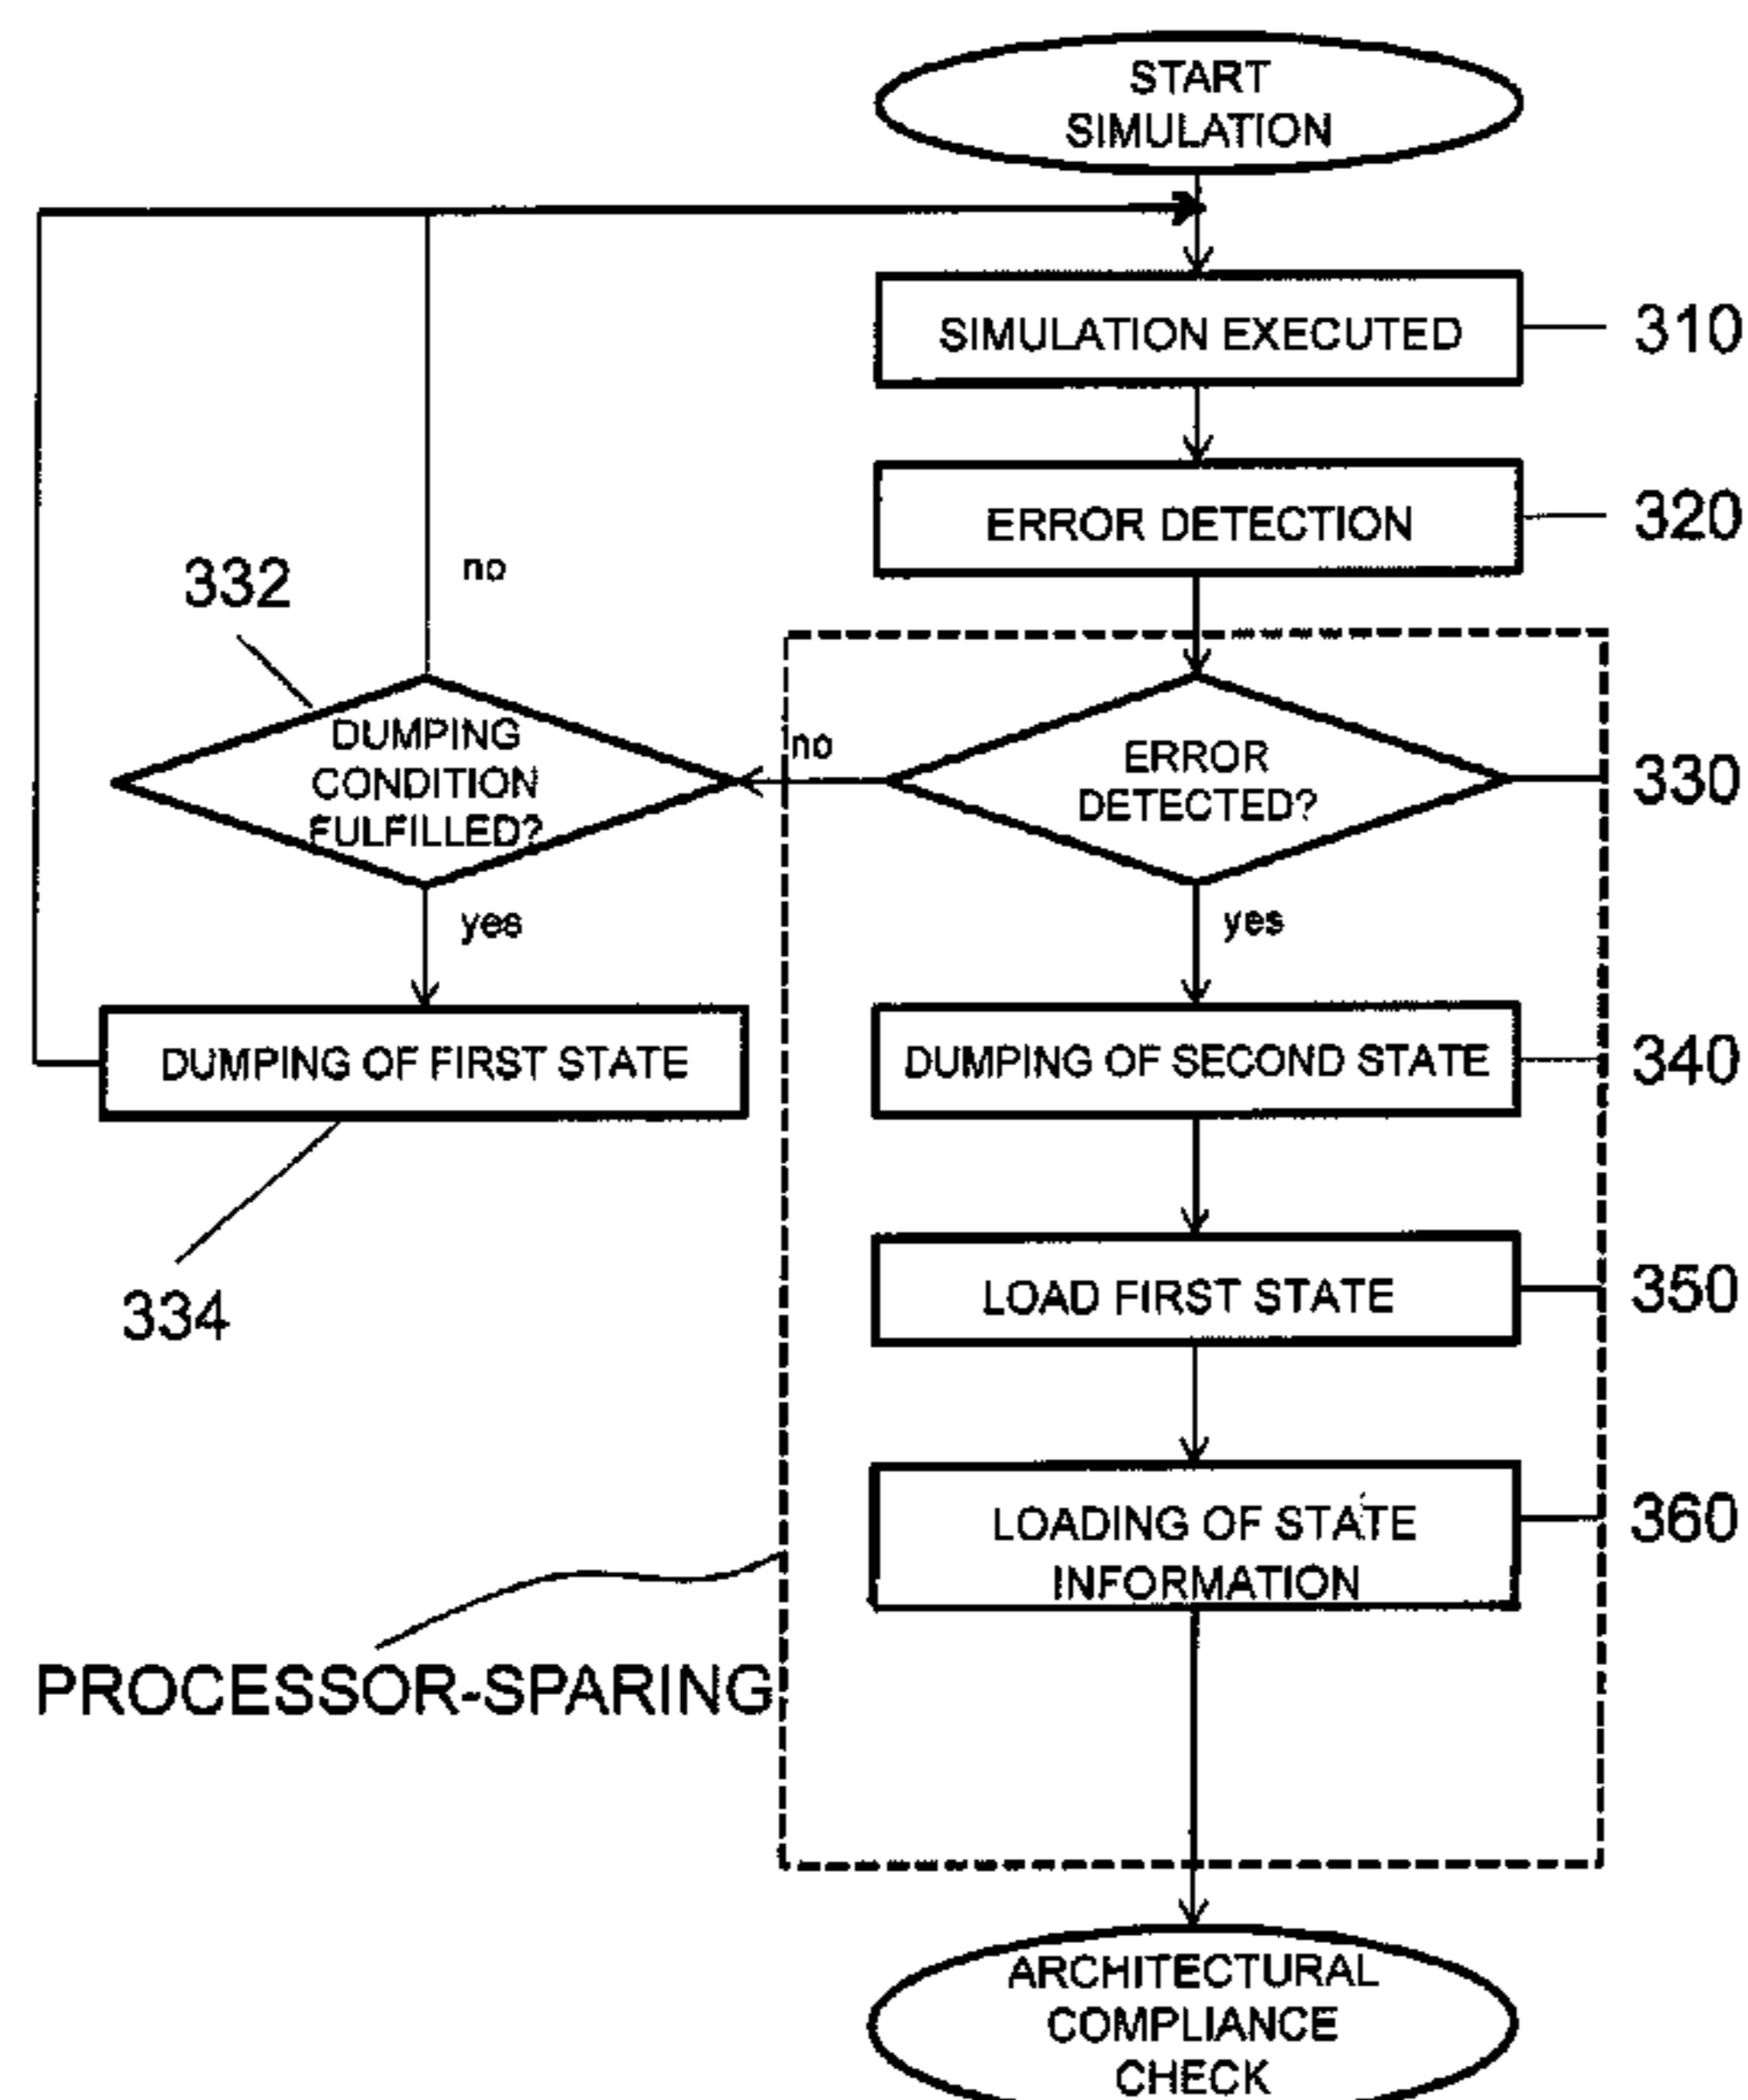 START
SIMULATION
SIMULATION EXECUTED
310
ERROR DETECTION
320
332
no
DUMPING
CONDITION
FULFILLED?
no
ERROR
DETECTED?
330
yes
yes
DUMPING OF FIRST STATE
DUMPING OF SECOND STATE
340
334
LOAD FIRST STATE
350
LOADING OF STATE
INFORMATION
360
PROCESSOR-SPARING
ARCHITECTURAL
COMPLIANCE
CHECK